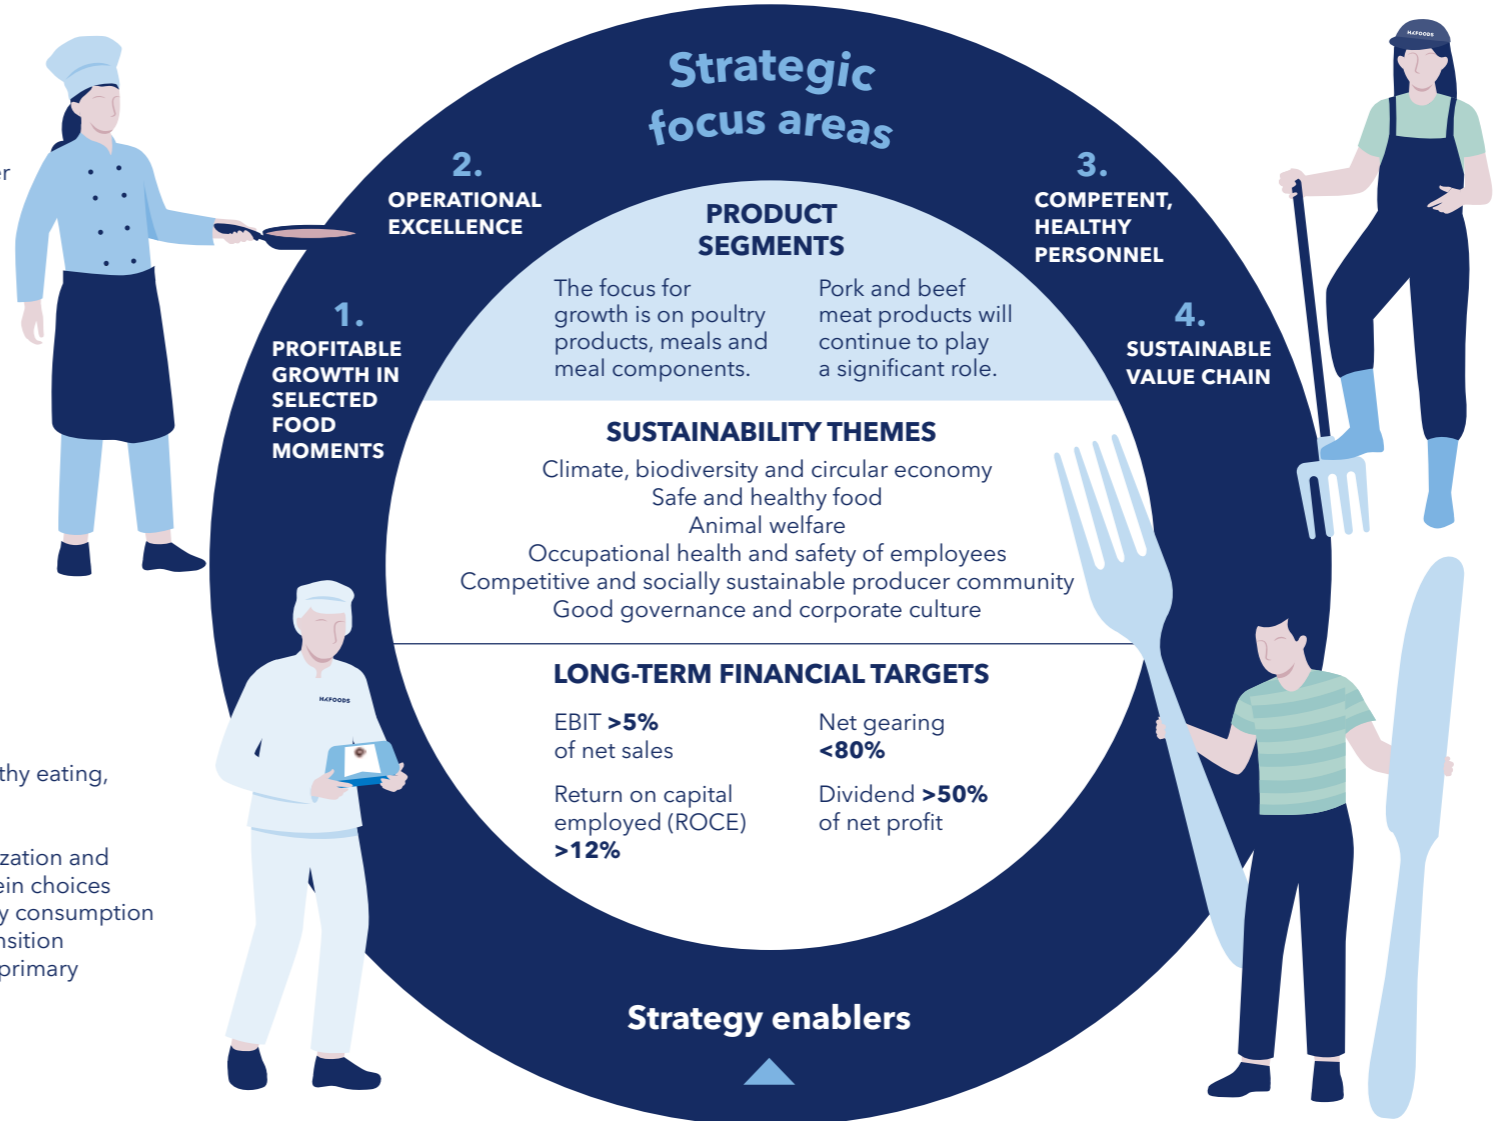 Strategic
focus areas
1.
PROFITABLE
GROWTH IN
SELECTED
FOOD
MOMENTS
2.
OPERATIONAL
EXCELLENCE
3.
COMPETENT,
HEALTHY
PERSONNEL
4.
SUSTAINABLE
VALUE CHAIN
PRODUCT
SEGMENTS
The focus for
growth is on poultry
products, meals and
meal components.
Pork and beef
meat products will
continue to play
a significant role.
SUSTAINABILITY THEMES
Climate, biodiversity and circular economy
Safe and healthy food
Animal welfare
Occupational health and safety of employees
Competitive and socially sustainable producer community
Good governance and corporate culture
LONG-TERM FINANCIAL TARGETS
EBIT >5%
of net sales
Return on capital
employed (ROCE)
>12%
Net gearing
<80%
Dividend >50%
of net profit
Strategy enablers
er
thy eating,
zation and
ein choices
y consumption
nsition
primary